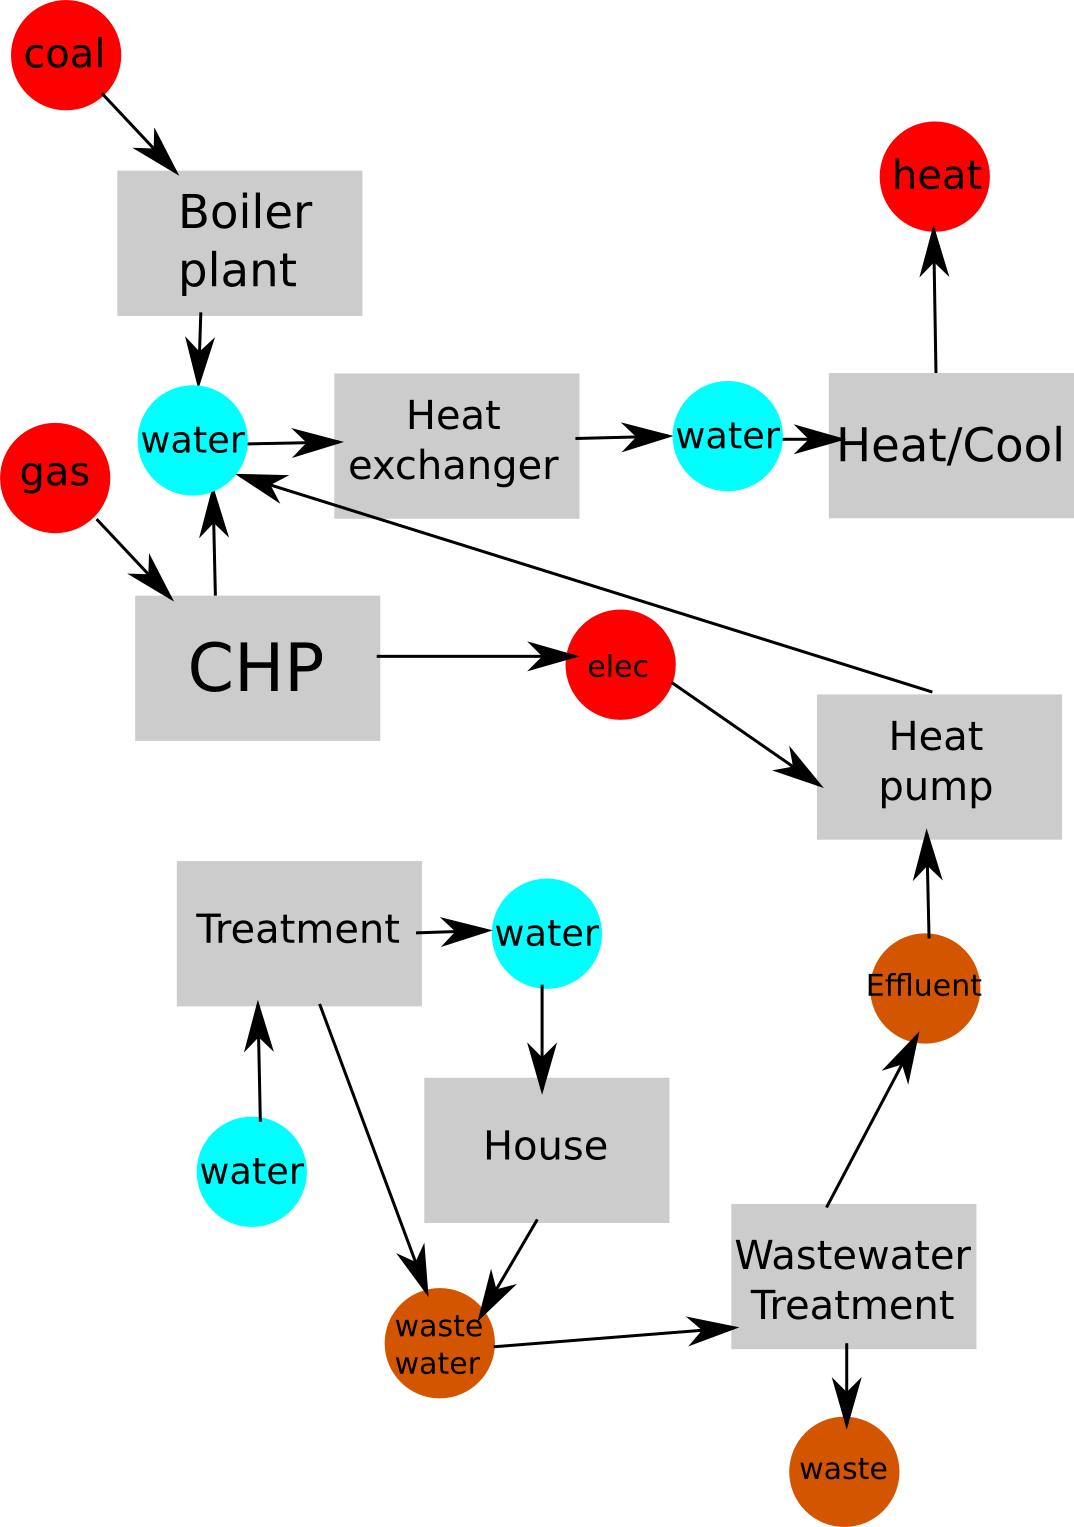 coal
Boiler
plant
heat
water
Heat
exchanger
water
Heat/Cool
gas
CHP
elec
Heat
pump
Treatment
water
Effluent
House
water
Wastewater
Treatment
waste
water
waste